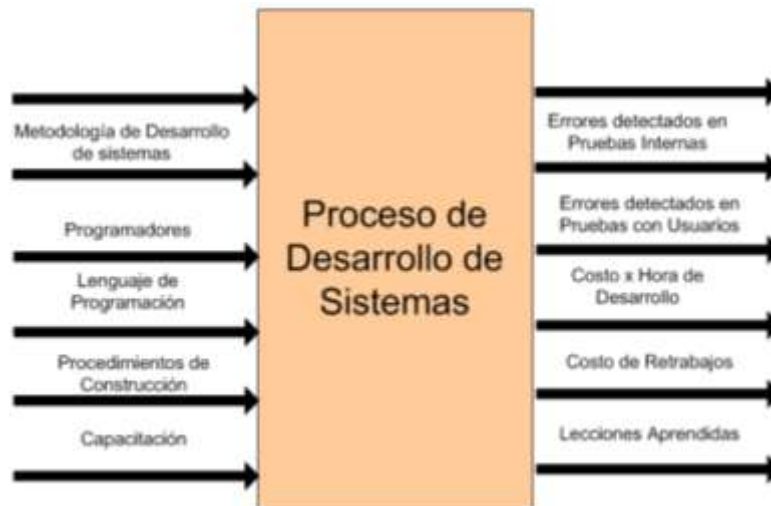 Metodología de Desarrollo
de sistemas
Programadores
Lenguaje de
Programación
Procedimientos de
Construcción
Capacitación
Proceso de
Desarrollo de
Sistemas
Errores detectados en
Pruebas Internas
Errores detectados en
Pruebas con Usuarios
Costo x Hora de
Desarrollo
Costo de Retrabajos
Lecciones Aprendidas